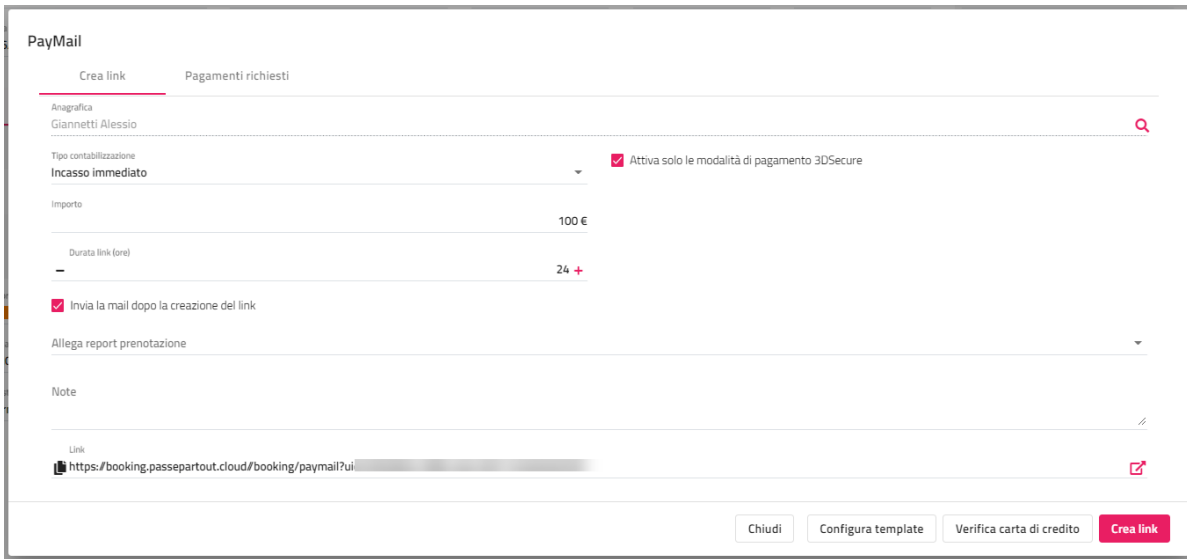 PayMail
Crea link Pagamenti richiesti
Anagrafica
Giannetti Alessio
Tipo contabilizzazione
Incasso immediato
Attiva solo le modalità di pagamento 3DSecure
Importo
100 €
Durata link (ore)
24
Invia la mail dopo la creazione del link
Allega report prenotazione
Note
Link
https://booking.passepartout.cloud//booking/paymail?ui
Chiudi Configura template Verifica carta di credito Crea link